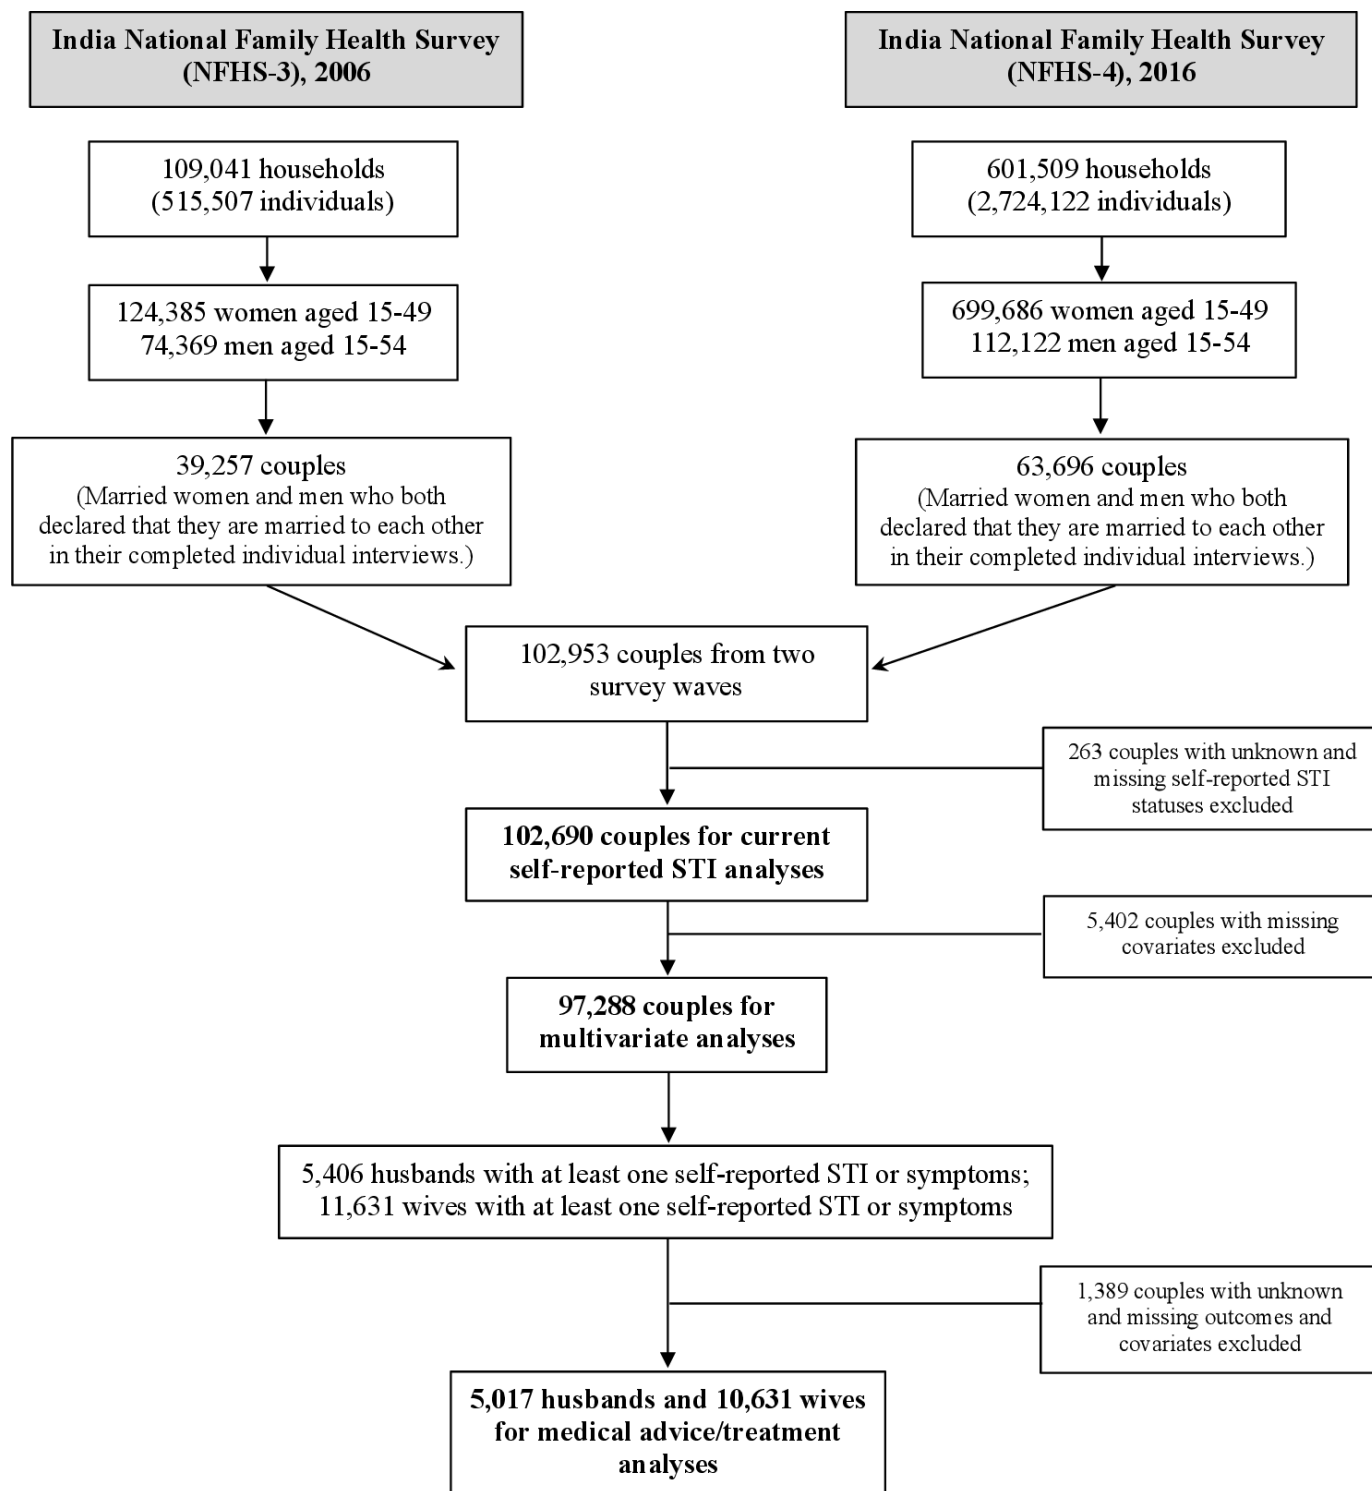 India National Family Health Survey
(NFHS-3), 2006
India National Family Health Survey
(NFHS-4), 2016
109,041 households
(515,507 individuals)
601,509 households
(2,724,122 individuals)
124,385 women aged 15-49
74,369 men aged 15-54
699,686 women aged 15-49
112,122 men aged 15-54
39,257 couples
(Married women and men who both
declared that they are married to each other
in their completed individual interviews.)
63,696 couples
(Married women and men who both
declared that they are married to each other
in their completed individual interviews.)
102,953 couples from two
survey waves
263 couples with unknown and
missing self-reported STI
statuses excluded
102,690 couples for current
self-reported STI analyses
5,402 couples with missing
covariates excluded
97,288 couples for
multivariate analyses
5,406 husbands with at least one self-reported STI or symptoms;
11,631 wives with at least one self-reported STI or symptoms
1,389 couples with unknown
and missing outcomes and
covariates excluded
5,017 husbands and 10,631 wives
for medical advice/treatment
analyses